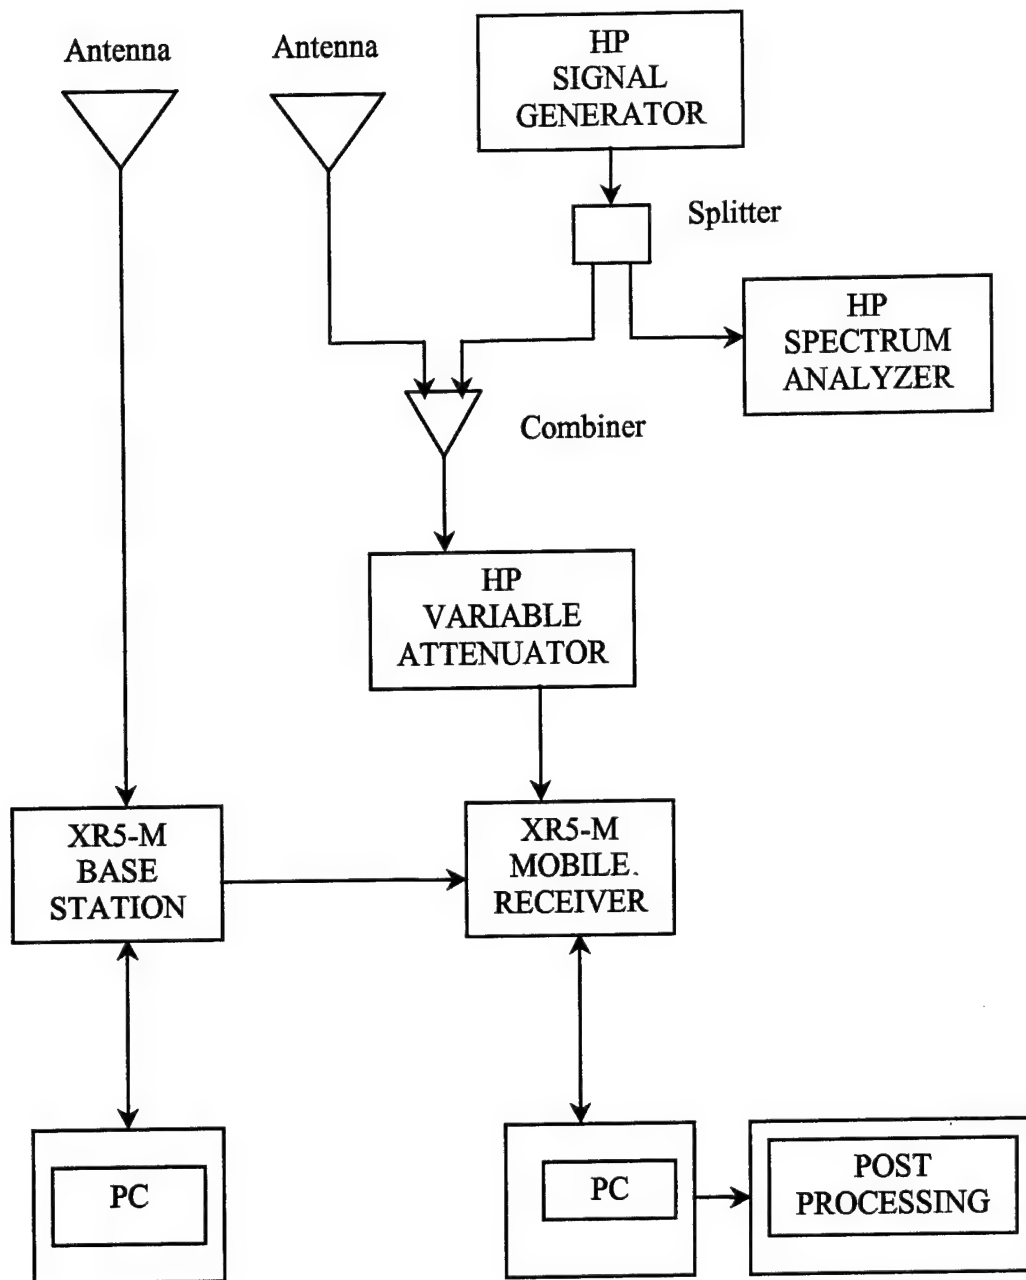 Antenna
Antenna
HP
SIGNAL
GENERATOR
Splitter
HP
SPECTRUM
ANALYZER
Combiner
HP
VARIABLE
ATTENUATOR
XR5-M
BASE
STATION
XR5-M
MOBILE.
RECEIVER
PC
PC
POST
PROCESSING